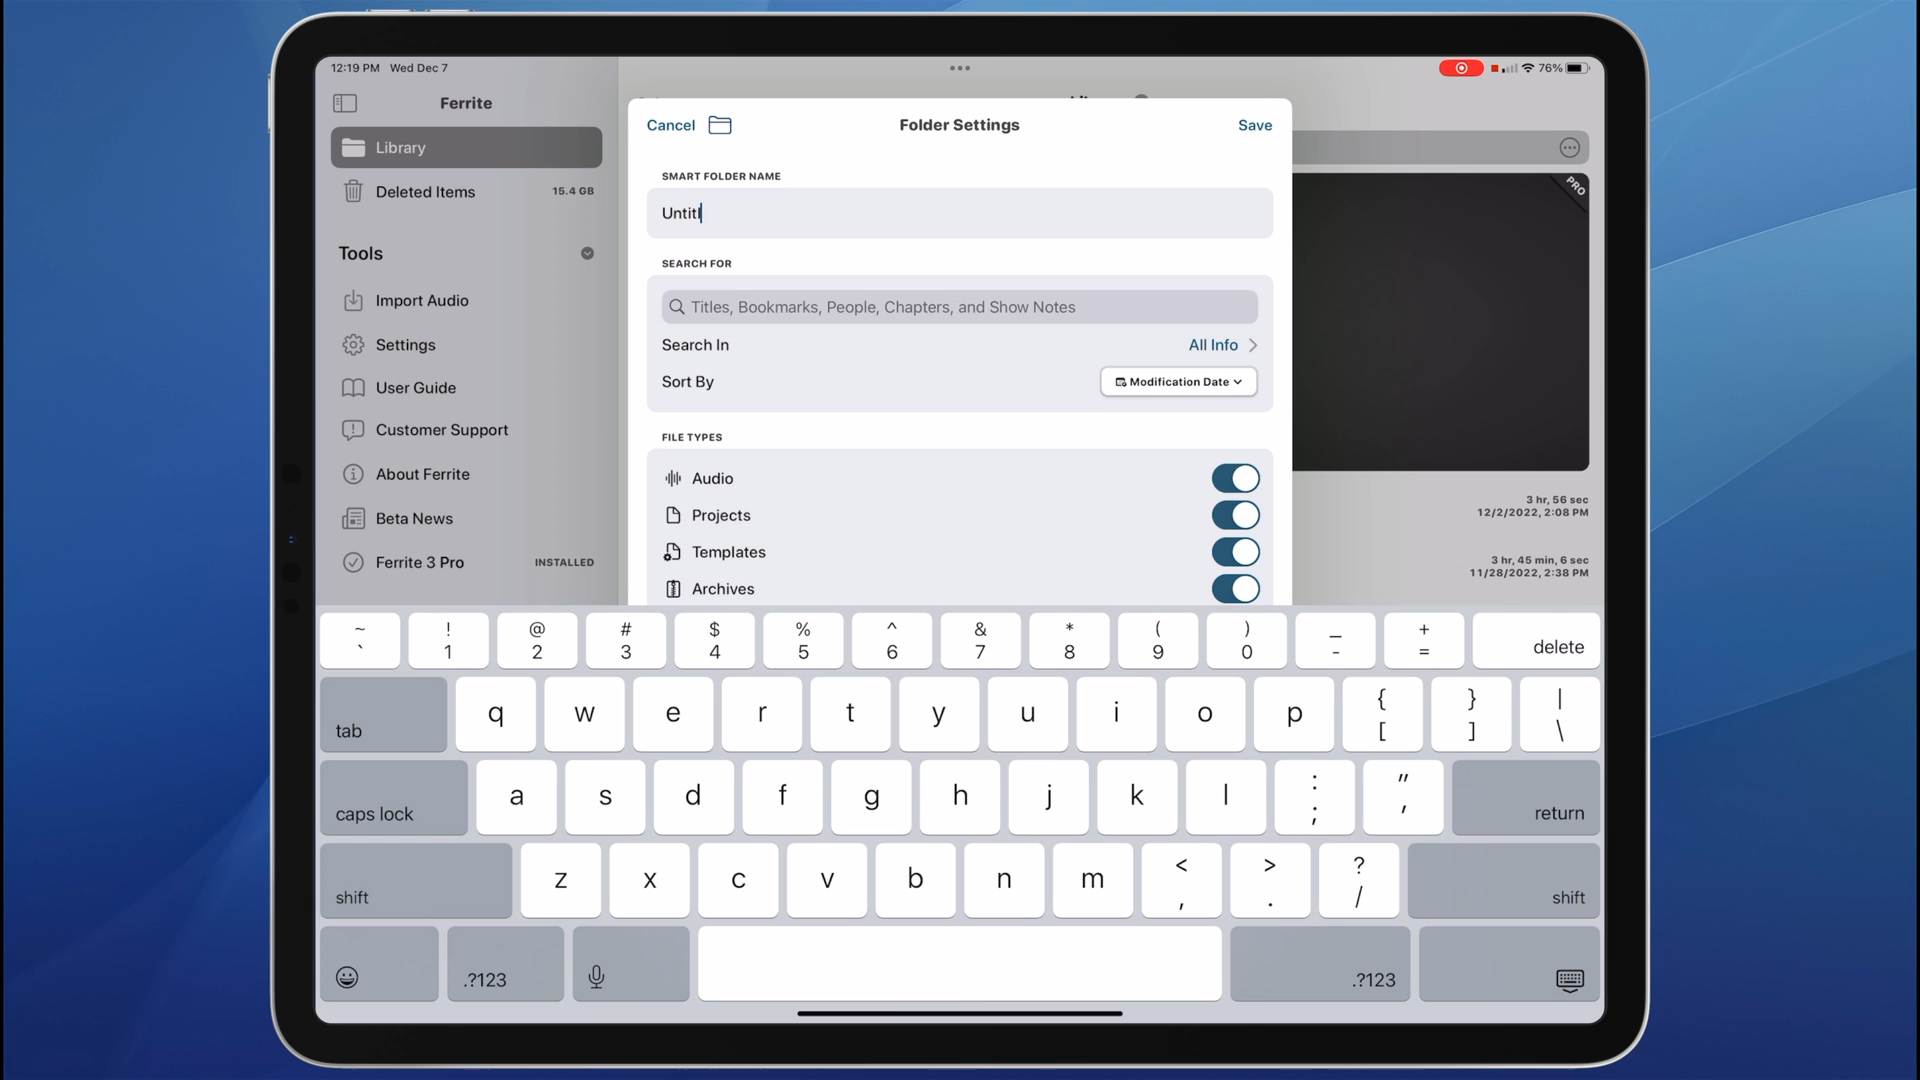 12:19 PM Wed Dec 7
76%
Ferrite
Library
Deleted Items 15.4 GB
Tools
Import Audio
Settings
User Guide
Customer Support
About Ferrite
Beta News
Ferrite 3 Pro INSTALLED
Cancel Folder Settings Save
SMART FOLDER NAME
Untitl
SEARCH FOR
Titles, Bookmarks, People, Chapters, and Show Notes
Search In All Info
Sort By Modification Date
FILE TYPES
Audio
Projects
Templates
Archives
PRO
3 hr, 56 sec
12/2/2022, 2:08 PM
3 hr, 45 min, 6 sec
11/28/2022, 2:38 PM
~ ! @ # $ % ^ & * ( ) _ +
` 1 2 3 4 5 6 7 8 9 0 - = delete
tab q w e r t y u i o p { [ } ] | \
caps lock a s d f g h j k l : ; " ' return
shift z x c v b n m < , > . ? / shift
.?123 .?123